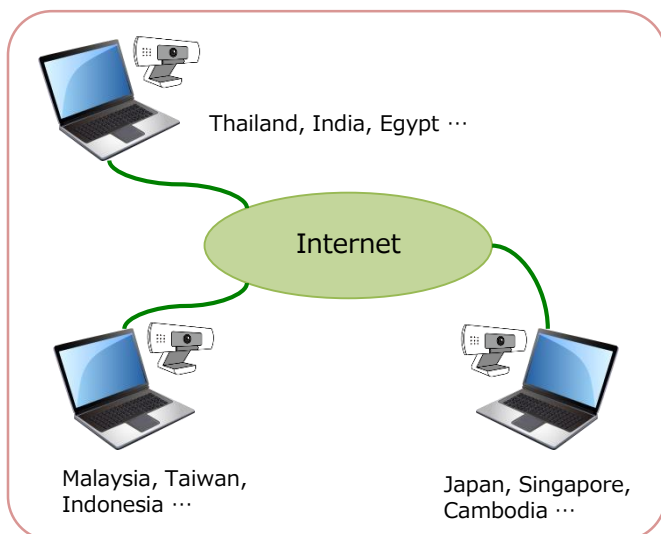 Thailand, India, Egypt …
Internet
Malaysia, Taiwan,
Indonesia …
Japan, Singapore,
Cambodia …